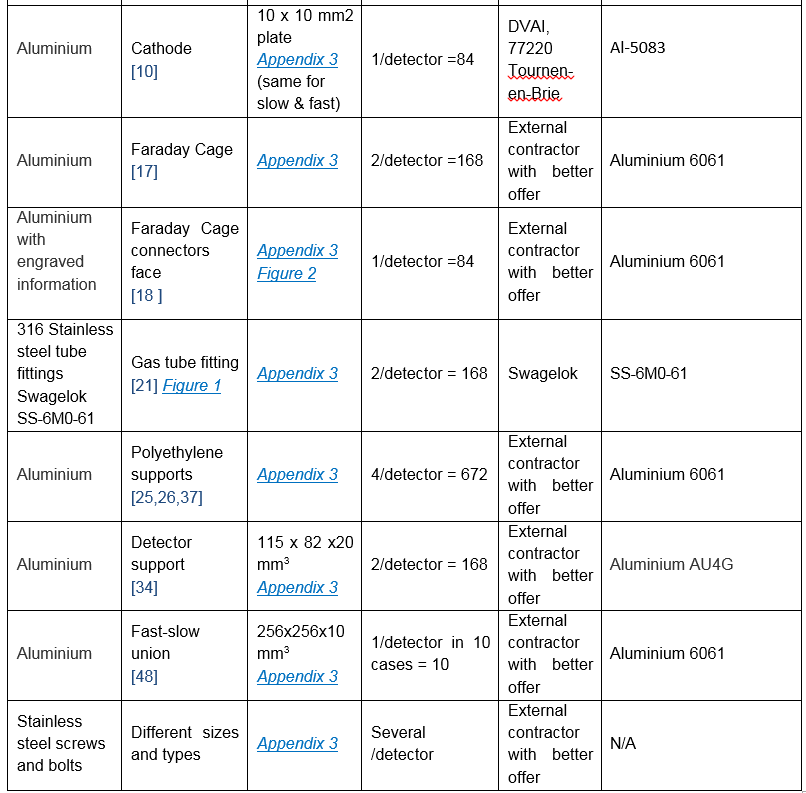 Aluminium
Cathode
[10]
10 x 10 mm2
plate
Appendix 3
(same for
slow & fast)
1/detector =84
DVAI,
77220
Tournen-
en-Brie
Al-5083
Aluminium
Faraday Cage
[17]
Appendix 3
2/detector =168
External
contractor
with better
offer
Aluminium 6061
Aluminium
with
engraved
information
Faraday Cage
connectors
face
[18 ]
Appendix 3
Figure 2
1/detector =84
External
contractor
with better
offer
Aluminium 6061
316 Stainless
steel tube
fittings
Swagelok
SS-6M0-61
Gas tube fitting
[21] Figure 1
Appendix 3
2/detector = 168
Swagelok
SS-6M0-61
Aluminium
Polyethylene
supports
[25,26,37]
Appendix 3
4/detector = 672
External
contractor
with better
offer
Aluminium 6061
Aluminium
Detector
support
[34]
115 x 82 x20
mm³
Appendix 3
2/detector = 168
External
contractor
with better
offer
Aluminium AU4G
Aluminium
Fast-slow
union
[48]
256x256x10
mm³
Appendix 3
1/detector in 10
cases = 10
External
contractor
with better
offer
Aluminium 6061
Stainless
steel screws
and bolts
Different sizes
and types
Appendix 3
Several
/detector
External
contractor
with better
offer
N/A